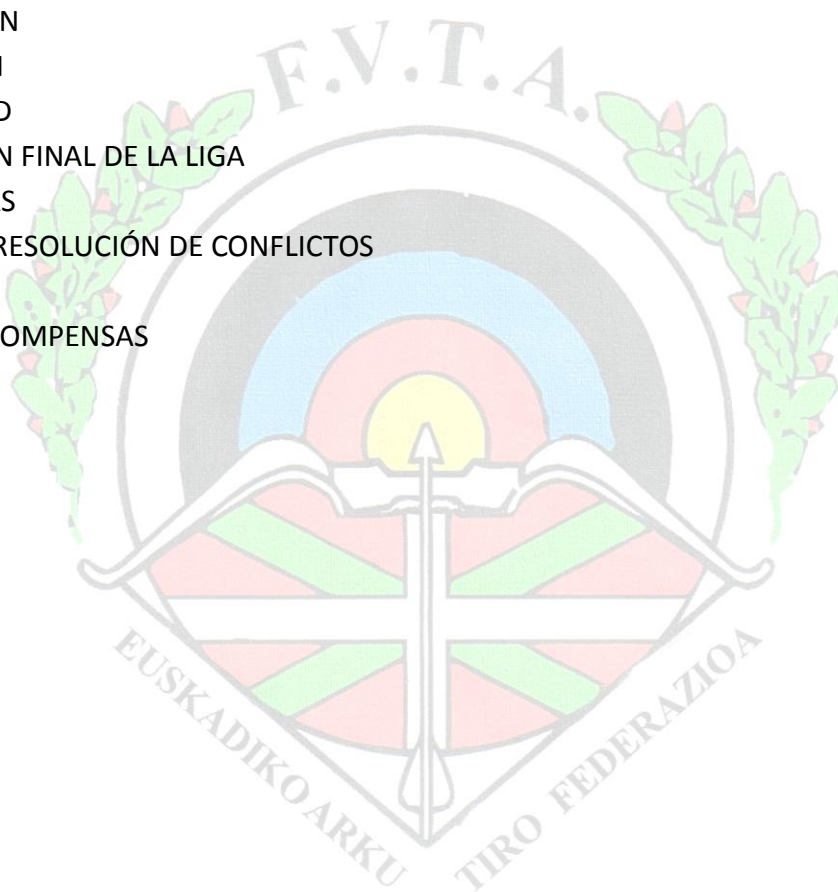 N
N
D
N FINAL DE LA LIGA
S
RESOLUCIÓN DE CONFLICTOS
OMPENSAS
F.V.T.A.
EUSKADIKO ARKU TIRO FEDERAZIOA